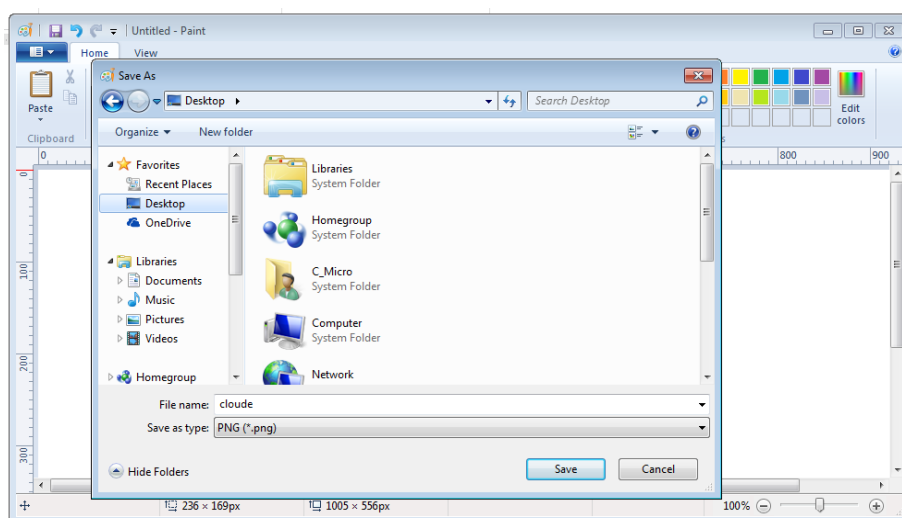 Untitled - Paint
Home View
Save As
Desktop
Search Desktop
Paste
Edit
colors
Organize New folder
Clipboard
0 800 900
Favorites
Recent Places
Desktop
OneDrive
Libraries
Documents
Music
Pictures
Videos
Homegroup
Libraries
System Folder
Homegroup
System Folder
C_Micro
System Folder
Computer
System Folder
Network
100
200
300
File name: cloude
Save as type: PNG (*.png)
Hide Folders
Save Cancel
236 × 169px 1005 × 556px 100%